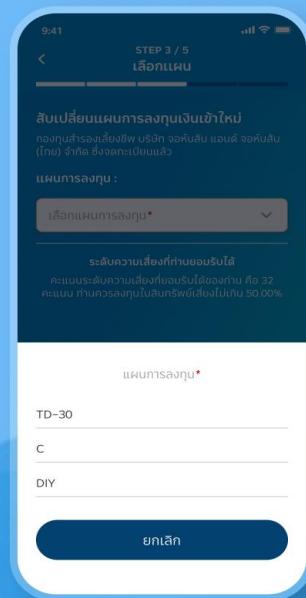 9:41
STEP 3 / 5
เลือกแผน
สับเปลี่ยนแผนการลงทุนเงินเข้าใหม่
กองทุนสำรองเลี้ยงชีพ บริษัท จอห์นสัน แอนด์ จอห์นสัน
(ไทย) จำกัด ซึ่งจดทะเบียนแล้ว
แผนการลงทุน :
เลือกแผนการลงทุน*
ระดับความเสี่ยงที่ท่านยอมรับได้
คะแนนระดับความเสี่ยงที่ยอมรับได้ของท่าน คือ 32
คะแนน ท่านควรลงทุนในสินทรัพย์เสี่ยงไม่เกิน 50.00%
แผนการลงทุน*
TD-30
C
DIY
ยกเลิก